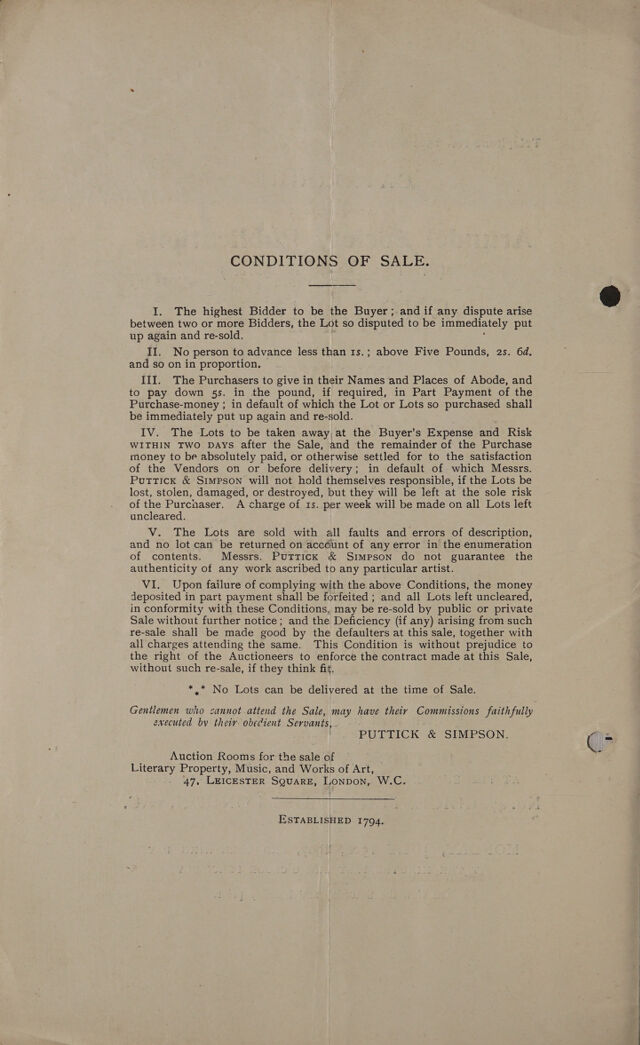 CONDITIONS OF SALE.
I. The highest Bidder to be the Buyer; and if any dispute arise
between two or more Bidders, the Lot so disputed to be immediately put
up again and re-sold.
II. No person to advance less than 1s.; above Five Pounds, 2s. 6d.
and so on in proportion.
III. The Purchasers to give in their Names and Places of Abode, and
to pay down 5s. in the pound, if required, in Part Payment of the
Purchase-money; in default of which the Lot or Lots so purchased shall
be immediately put up again and re-sold.
IV. The Lots to be taken away at the Buyer's Expense and Risk
WITHIN TWO DAYS after the Sale, and the remainder of the Purchase
money to be absolutely paid, or otherwise settled for to the satisfaction
of the Vendors on or before delivery; in default of which Messrs.
PUTTICK & SIMPSON will not hold themselves responsible, if the Lots be
lost, stolen, damaged, or destroyed, but they will be left at the sole risk
of the Purchaser. A charge of 1s. per week will be made on all Lots left
uncleared.
V. The Lots are sold with all faults and errors of description,
and no lot can be returned on account of any error in the enumeration
of contents. Messrs. PUTTICK & SIMPSON do not guarantee the
authenticity of any work ascribed to any particular artist.
VI. Upon failure of complying with the above Conditions, the money
deposited in part payment shall be forfeited; and all Lots left uncleared,
in conformity with these Conditions, may be re-sold by public or private
Sale without further notice; and the Deficiency (if any) arising from such
re-sale shall be made good by the defaulters at this sale, together with
all charges attending the same. This Condition is without prejudice to
the right of the Auctioneers to enforce the contract made at this Sale,
without such re-sale, if they think fit.
*** No Lots can be delivered at the time of Sale.
Gentlemen who cannot attend the Sale, may have their Commissions faithfully
executed by their obedient Servants,
PUTTICK & SIMPSON.
Auction Rooms for the sale of
Literary Property, Music, and Works of Art,
47, LEICESTER SQUARE, LONDON, W.C.
ESTABLISHED 1794.